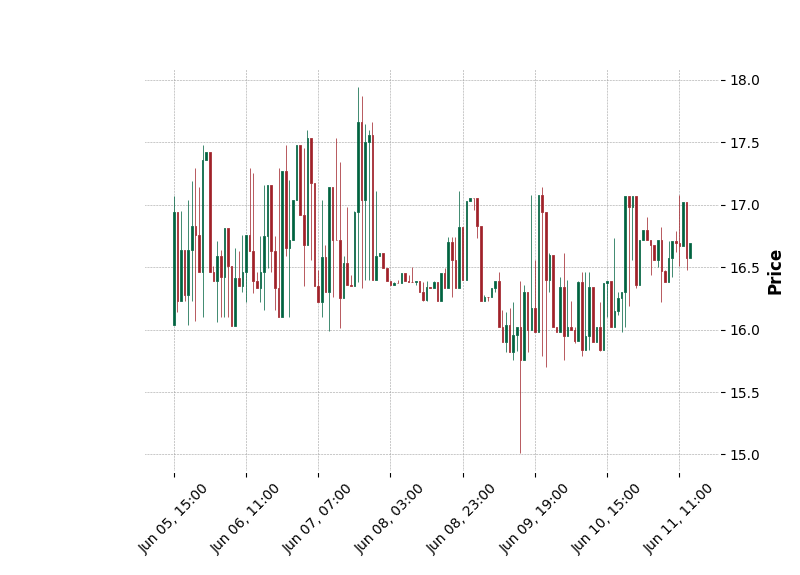 18.0
17.5
17.0
16.5
16.0
15.5
15.0
Price
Jun 05, 15:00
Jun 06, 11:00
Jun 07, 07:00
Jun 08, 03:00
Jun 08, 23:00
Jun 09, 19:00
Jun 10, 15:00
Jun 11, 11:00